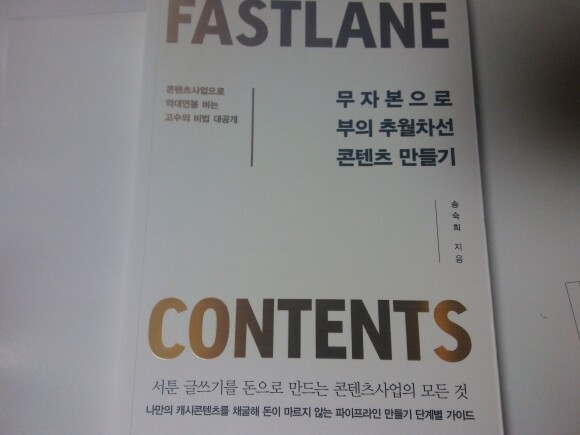 FASTLANE
콘텐츠사업으로
억대연봉 버는
고수의 비법 대공개
무자본으로
부의 추월차선
콘텐츠 만들기
송숙희 지음
CONTENTS
서툰 글쓰기를 돈으로 만드는 콘텐츠사업의 모든 것
나만의 캐시콘텐츠를 채굴해 돈이 마르지 않는 파이프라인 만들기 단계별 가이드